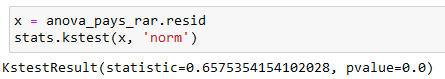 x = anova_pays_rar.resid
stats.kstest(x, 'norm')
KstestResult(statistic=0.6575354154102028, pvalue=0.0)